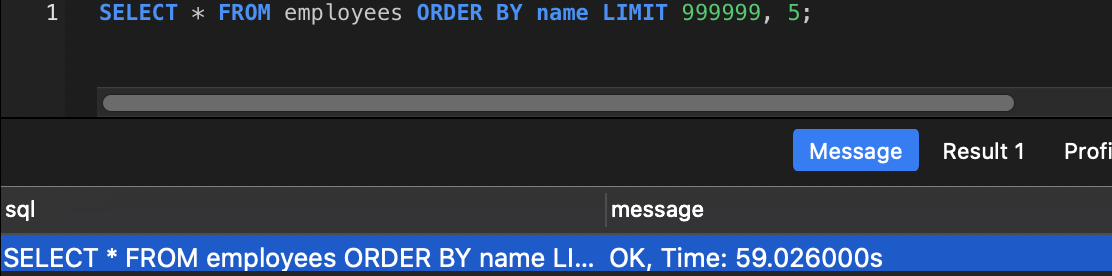 1 SELECT * FROM employees ORDER BY name LIMIT 999999, 5;
Message Result 1 Profi
sql message
SELECT * FROM employees ORDER BY name LI... OK, Time: 59.026000s